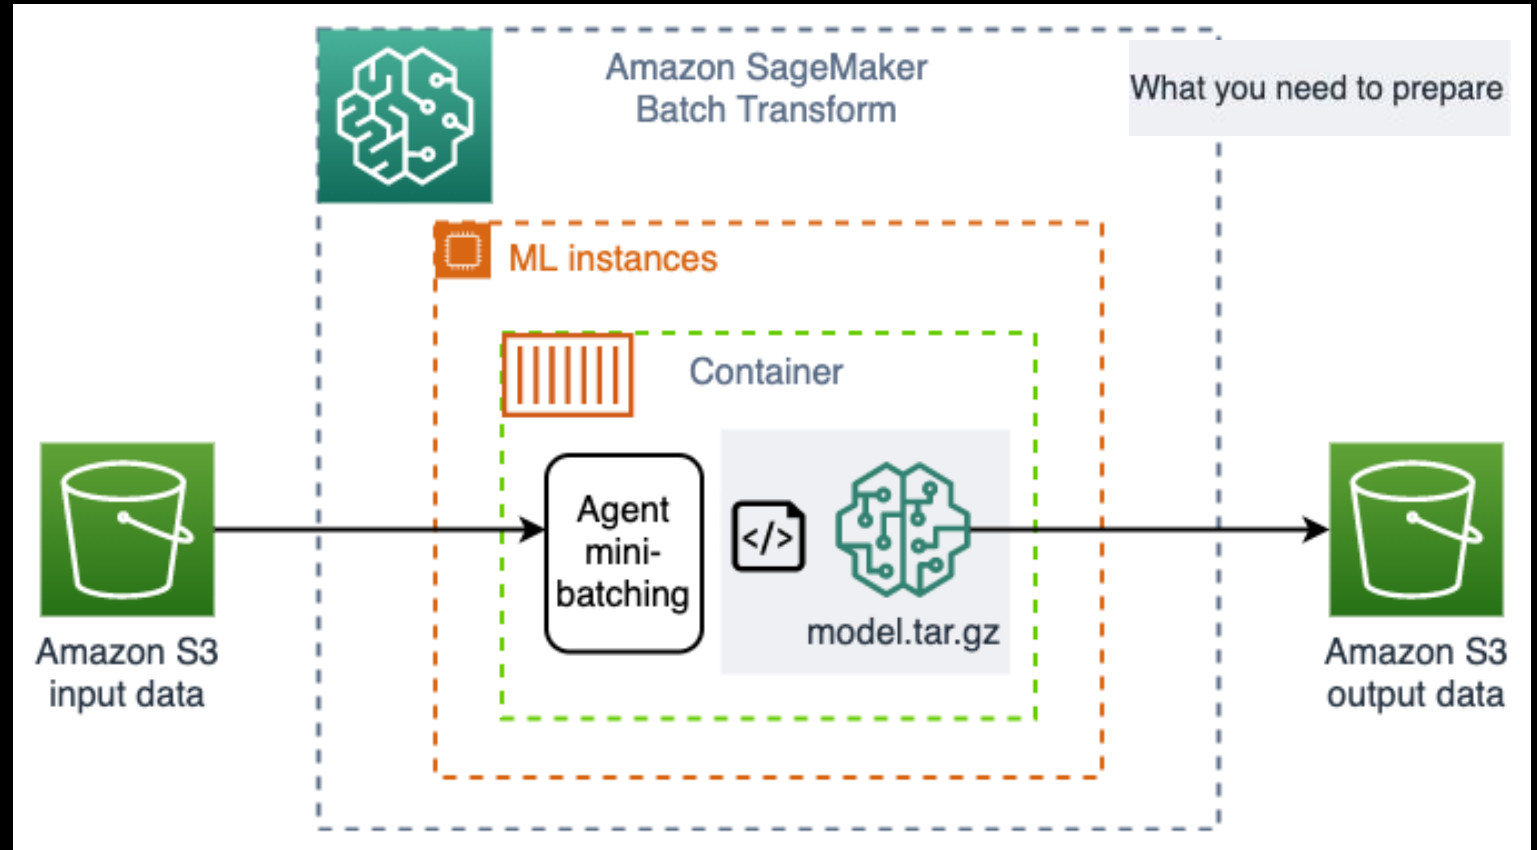 Amazon SageMaker
Batch Transform
What you need to prepare
ML instances
Container
Agent
mini-
batching
</>
model.tar.gz
Amazon S3
input data
Amazon S3
output data